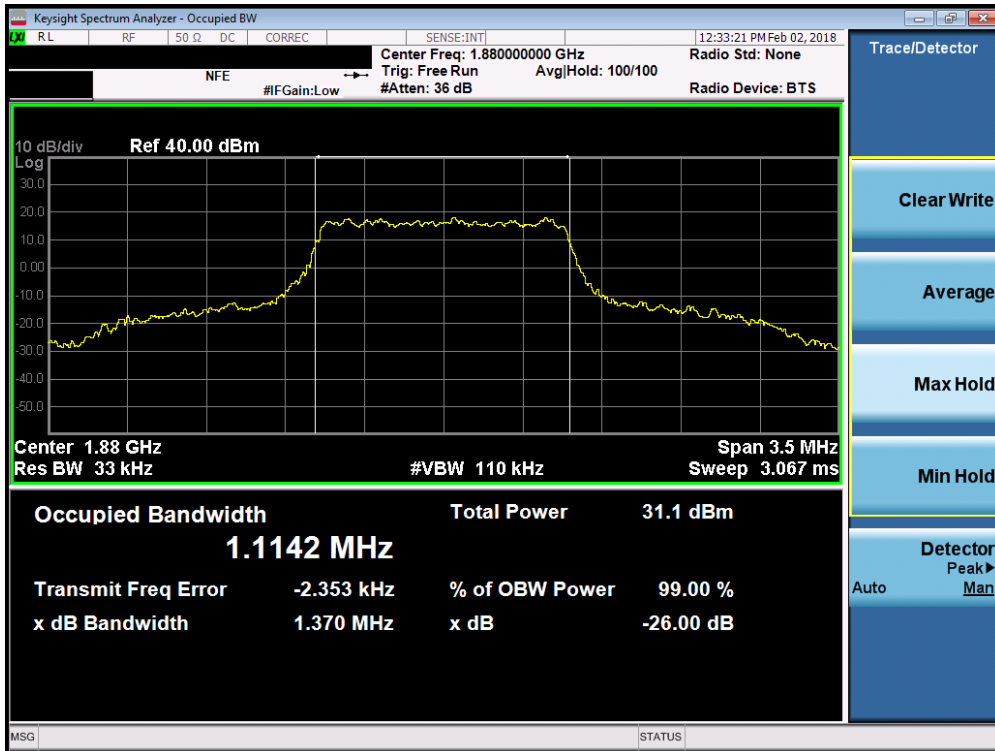 Keysight Spectrum Analyzer - Occupied BW
LXI RL RF 50 Ω DC CORREC SENSE:INT 12:33:21 PM Feb 02, 2018
Center Freq: 1.880000000 GHz Radio Std: None
NFE Trig: Free Run Avg|Hold: 100/100
#IFGain:Low #Atten: 36 dB Radio Device: BTS
10 dB/div Ref 40.00 dBm
Log
30.0
20.0
10.0
0.00
-10.0
-20.0
-30.0
-40.0
-50.0
Center 1.88 GHz Span 3.5 MHz
Res BW 33 kHz #VBW 110 kHz Sweep 3.067 ms
Occupied Bandwidth Total Power 31.1 dBm
1.1142 MHz
Transmit Freq Error -2.353 kHz % of OBW Power 99.00 %
x dB Bandwidth 1.370 MHz x dB -26.00 dB
MSG STATUS
Trace/Detector
Clear Write
Average
Max Hold
Min Hold
Detector
Peak▶
Auto Man